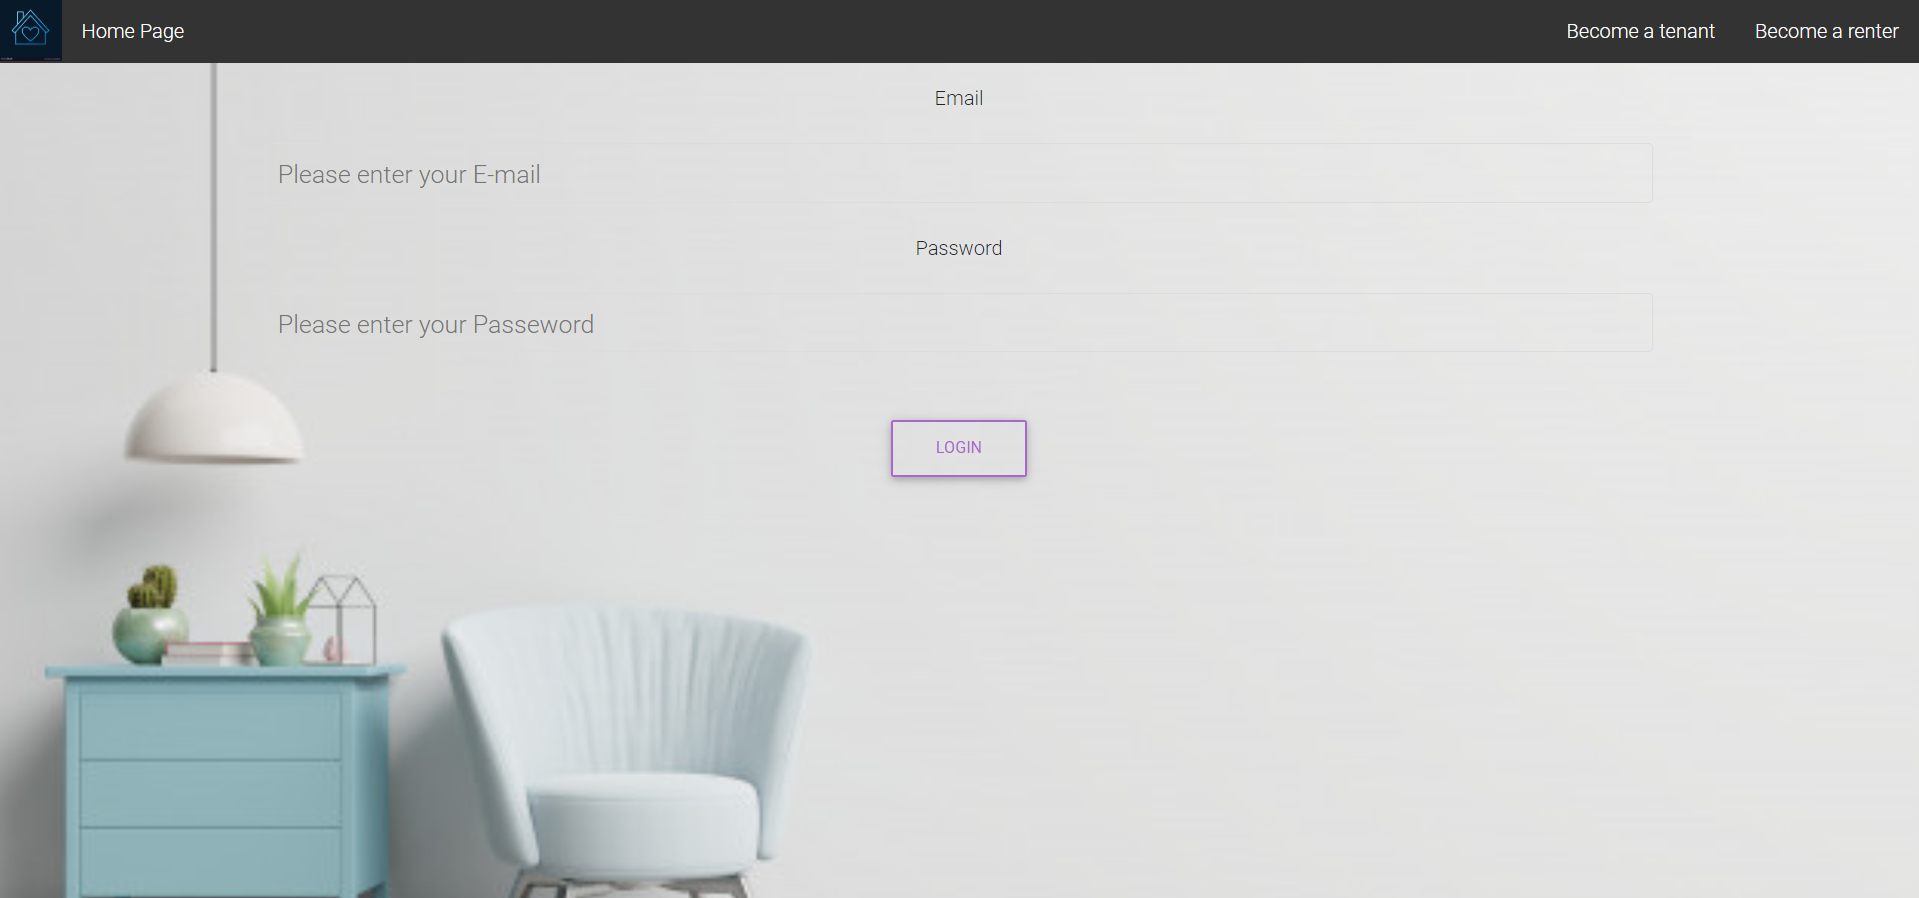 Home Page
Become a tenant
Become a renter
Email
Please enter your E-mail
Password
Please enter your Passeword
LOGIN